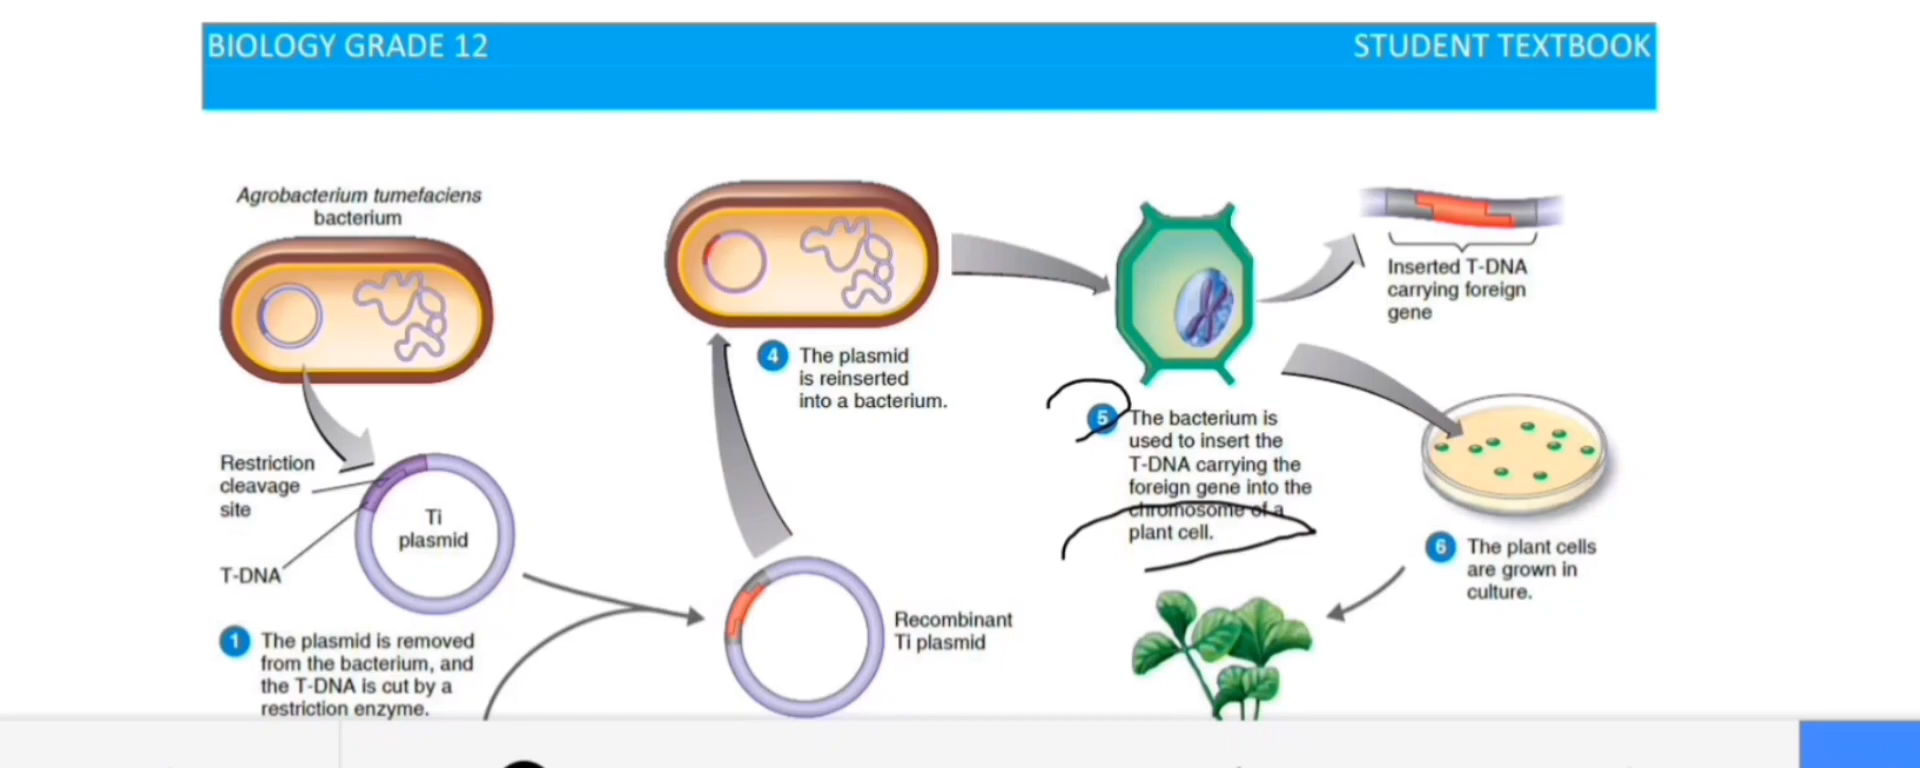 BIOLOGY GRADE 12
STUDENT TEXTBOOK
Agrobacterium tumefaciens
bacterium
Restriction
cleavage
site
T-DNA
Ti
plasmid
1 The plasmid is removed
from the bacterium, and
the T-DNA is cut by a
restriction enzyme.
4 The plasmid
is reinserted
into a bacterium.
Recombinant
Ti plasmid
5 The bacterium is
used to insert the
T-DNA carrying the
foreign gene into the
chromosome of a
plant cell.
Inserted T-DNA
carrying foreign
gene
6 The plant cells
are grown in
culture.